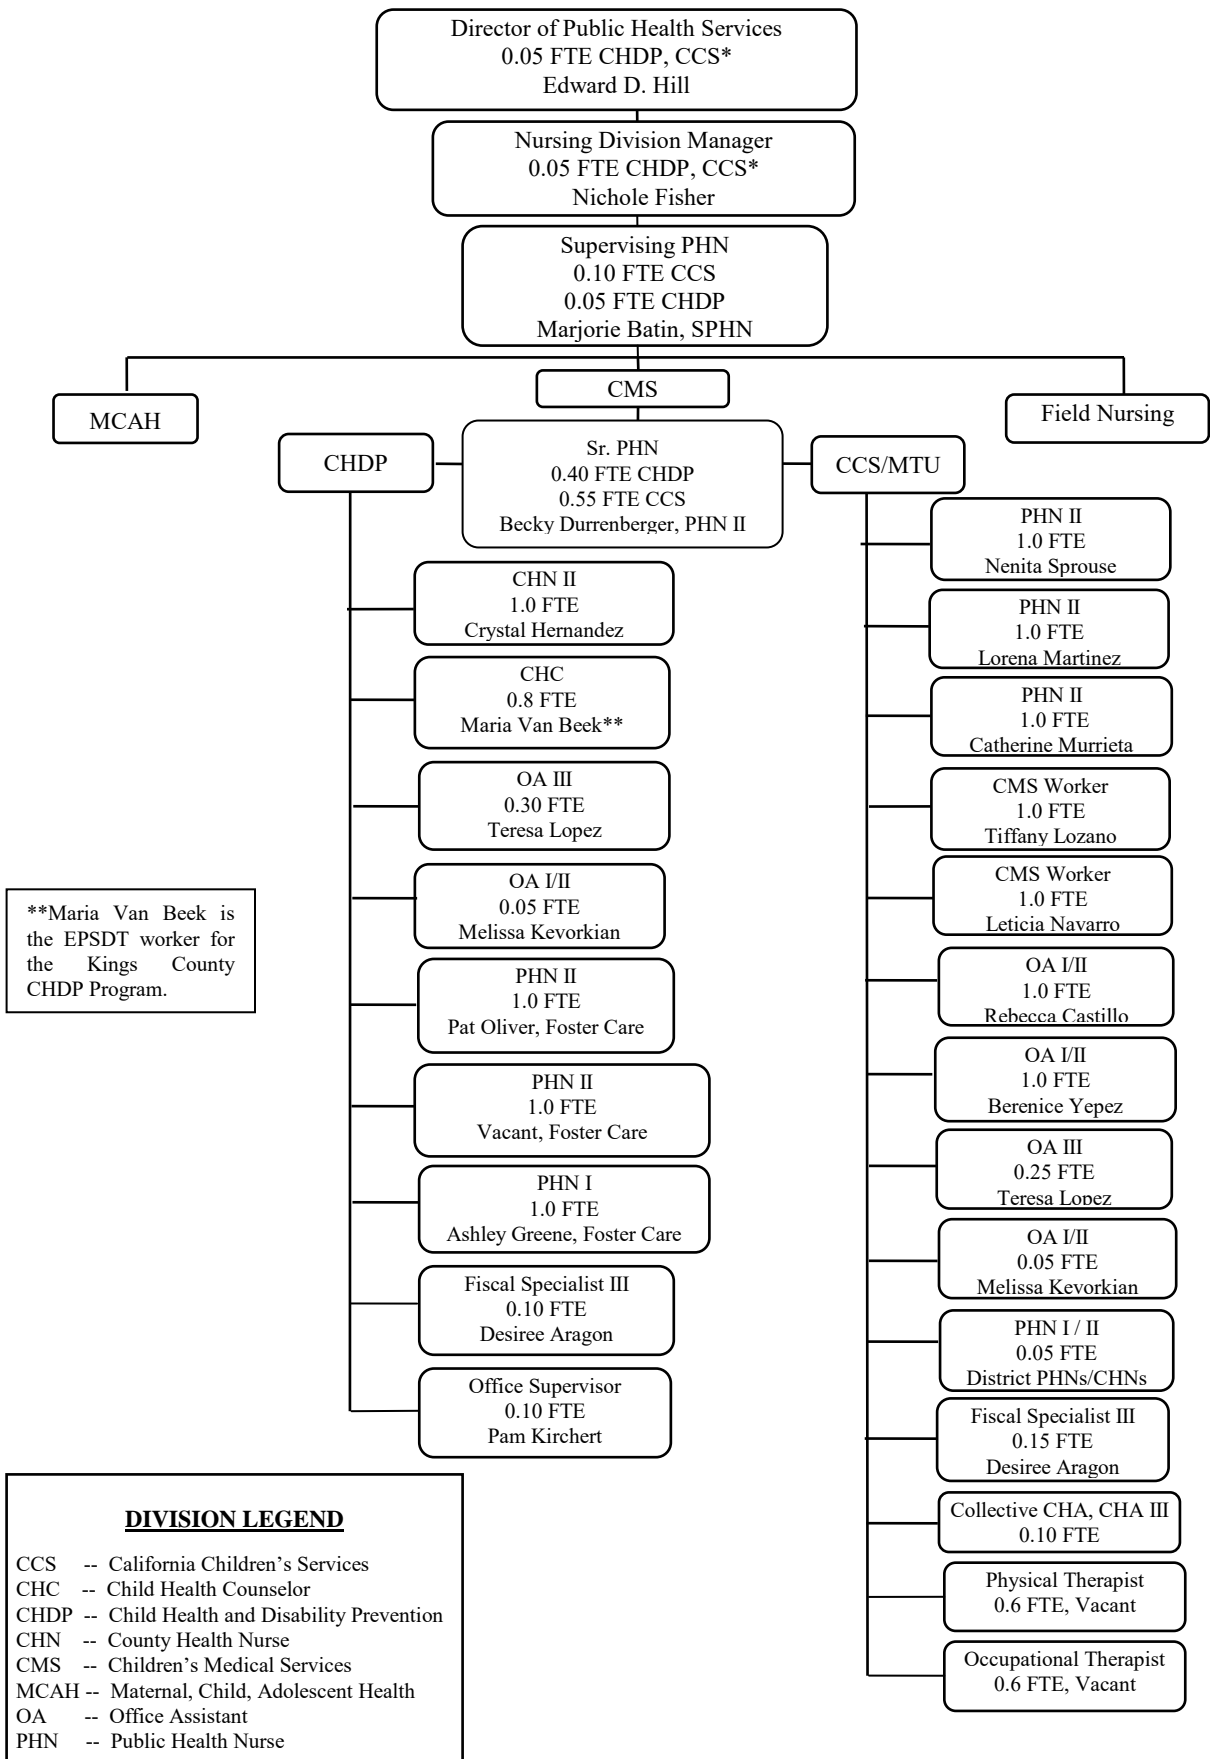 Director of Public Health Services
0.05 FTE CHDP, CCS*
Edward D. Hill
Nursing Division Manager
0.05 FTE CHDP, CCS*
Nichole Fisher
Supervising PHN
0.10 FTE CCS
0.05 FTE CHDP
Marjorie Batin, SPHN
MCAH
CMS
Field Nursing
CHDP
Sr. PHN
0.40 FTE CHDP
0.55 FTE CCS
Becky Durrenberger, PHN II
CCS/MTU
CHN II
1.0 FTE
Crystal Hernandez
CHC
0.8 FTE
Maria Van Beek**
OA III
0.30 FTE
Teresa Lopez
OA I/II
0.05 FTE
Melissa Kevorkian
PHN II
1.0 FTE
Pat Oliver, Foster Care
PHN II
1.0 FTE
Vacant, Foster Care
PHN I
1.0 FTE
Ashley Greene, Foster Care
Fiscal Specialist III
0.10 FTE
Desiree Aragon
Office Supervisor
0.10 FTE
Pam Kirchert
PHN II
1.0 FTE
Nenita Sprouse
PHN II
1.0 FTE
Lorena Martinez
PHN II
1.0 FTE
Catherine Murrieta
CMS Worker
1.0 FTE
Tiffany Lozano
CMS Worker
1.0 FTE
Leticia Navarro
OA I/II
1.0 FTE
Rebecca Castillo
OA I/II
1.0 FTE
Berenice Yepez
OA III
0.25 FTE
Teresa Lopez
OA I/II
0.05 FTE
Melissa Kevorkian
PHN I / II
0.05 FTE
District PHNs/CHNs
Fiscal Specialist III
0.15 FTE
Desiree Aragon
Collective CHA, CHA III
0.10 FTE
Physical Therapist
0.6 FTE, Vacant
Occupational Therapist
0.6 FTE, Vacant
**Maria Van Beek is
the EPSDT worker for
the Kings County
CHDP Program.
DIVISION LEGEND
CCS -- California Children's Services
CHC -- Child Health Counselor
CHDP -- Child Health and Disability Prevention
CHN -- County Health Nurse
CMS -- Children's Medical Services
MCAH -- Maternal, Child, Adolescent Health
OA -- Office Assistant
PHN -- Public Health Nurse